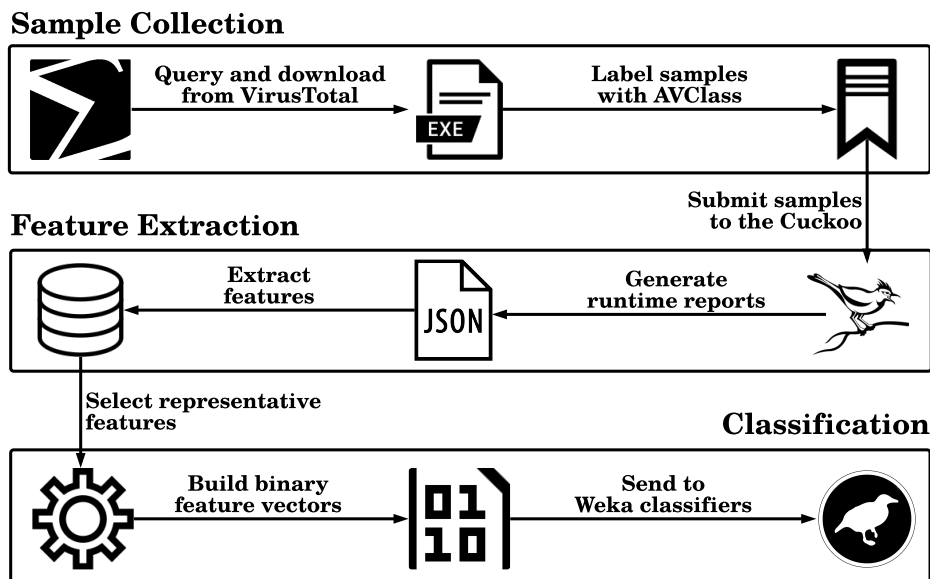 Sample Collection
Query and download
from VirusTotal
Label samples
with AVClass
EXE
Submit samples
to the Cuckoo
Feature Extraction
Extract
features
Generate
runtime reports
JSON
Select representative
features
Classification
Build binary
feature vectors
Send to
Weka classifiers
01
10